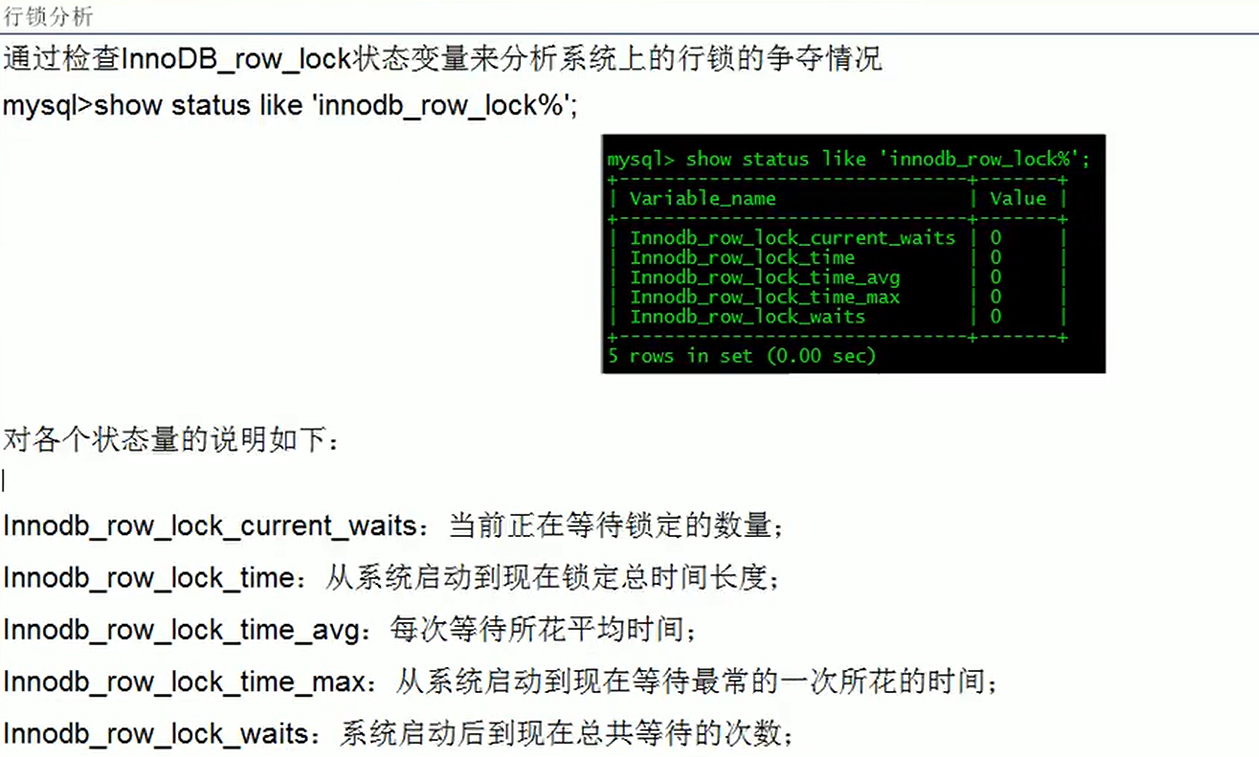 行锁分析
通过检查InnoDB_row_lock状态变量来分析系统上的行锁的争夺情况
mysql>show status like 'innodb_row_lock%';
mysql> show status like 'innodb_row_lock%';
+-------------------------------+-------+
| Variable_name | Value |
+-------------------------------+-------+
| Innodb_row_lock_current_waits | 0 |
| Innodb_row_lock_time | 0 |
| Innodb_row_lock_time_avg | 0 |
| Innodb_row_lock_time_max | 0 |
| Innodb_row_lock_waits | 0 |
+-------------------------------+-------+
5 rows in set (0.00 sec)
对各个状态量的说明如下：
Innodb_row_lock_current_waits：当前正在等待锁定的数量；
Innodb_row_lock_time：从系统启动到现在锁定总时间长度；
Innodb_row_lock_time_avg：每次等待所花平均时间；
Innodb_row_lock_time_max：从系统启动到现在等待最常的一次所花的时间；
Innodb_row_lock_waits：系统启动后到现在总共等待的次数；